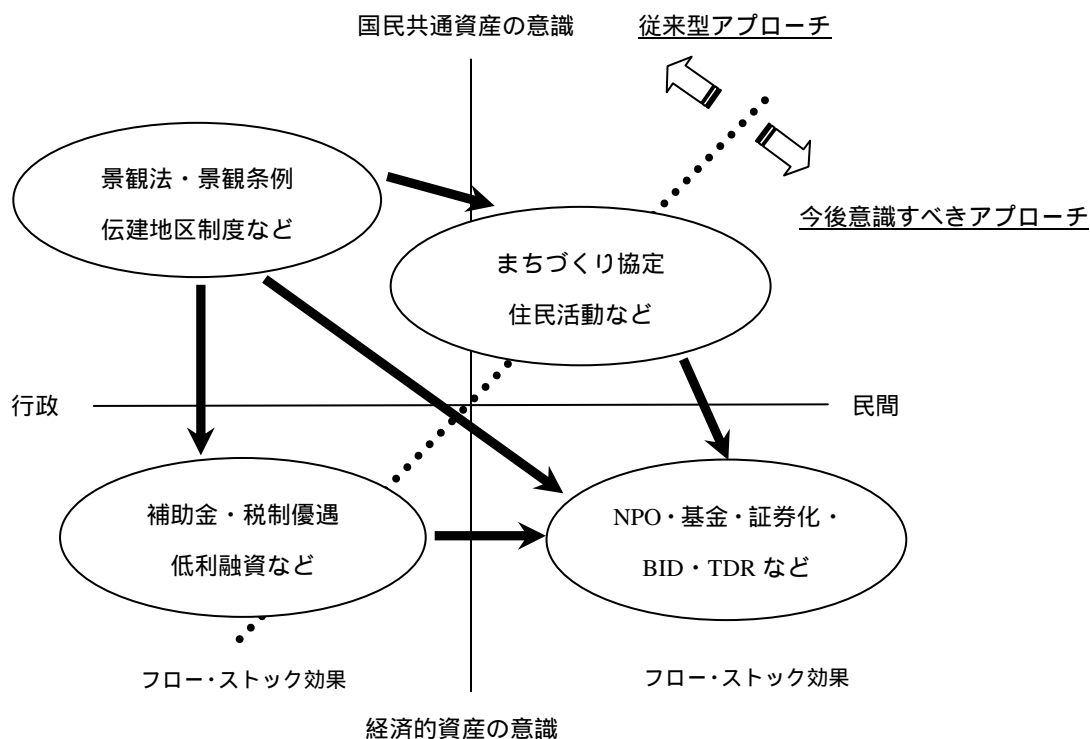 国民共通資産の意識
従来型アプローチ
景観法・景観条例
伝建地区制度など
今後意識すべきアプローチ
まちづくり協定
住民活動など
行政
民間
補助金・税制優遇
低利融資など
NPO・基金・証券化・
BID・TDR など
フロー・ストック効果
フロー・ストック効果
経済的資産の意識